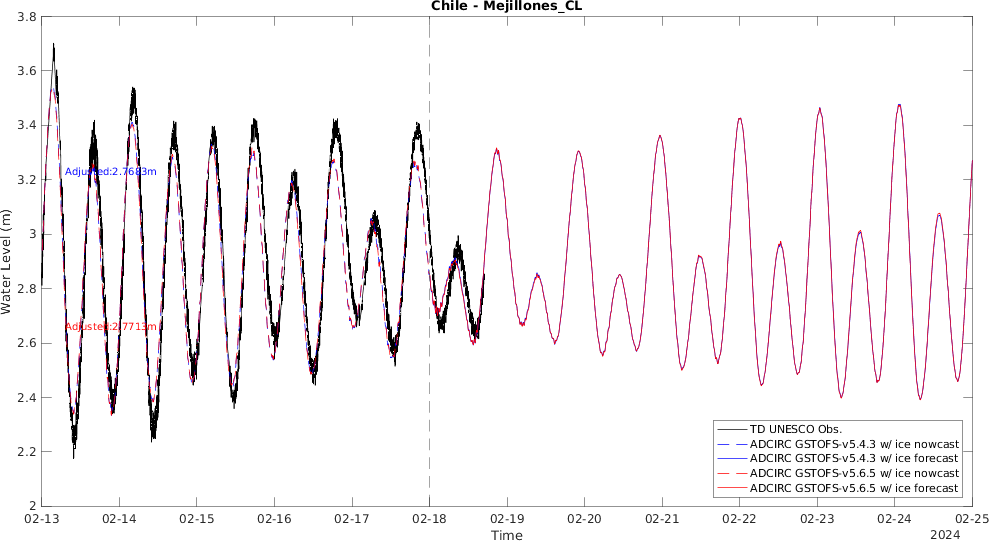 Chile - Mejillones_CL
3.8
3.6
3.4
3.2
3
2.8
2.6
2.4
2.2
2
Water Level (m)
Adjusted:2.7683m
Adjusted:2.7713m
TD UNESCO Obs.
ADCIRC GSTOFS-v5.4.3 w/ ice nowcast
ADCIRC GSTOFS-v5.4.3 w/ ice forecast
ADCIRC GSTOFS-v5.6.5 w/ ice nowcast
ADCIRC GSTOFS-v5.6.5 w/ ice forecast
02-13 02-14 02-15 02-16 02-17 02-18 02-19 02-20 02-21 02-22 02-23 02-24 02-25
Time
2024